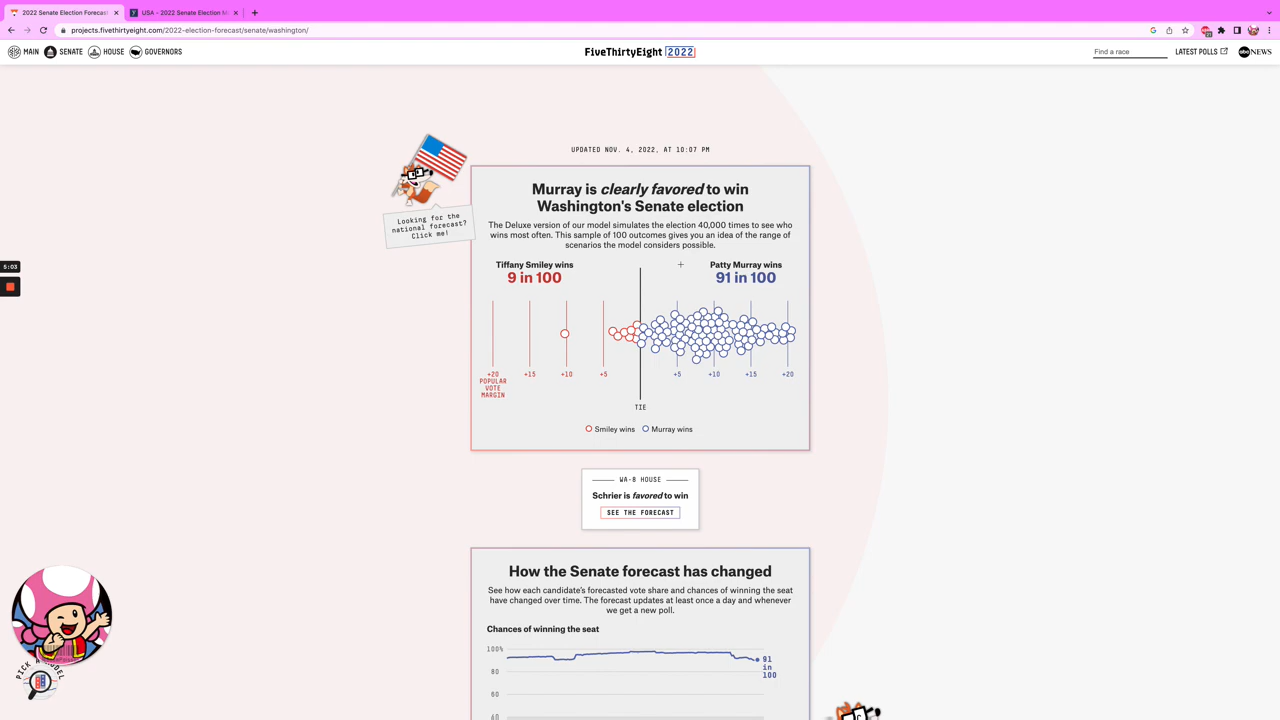 2022 Senate Election Forecast
USA - 2022 Senate Election M
projects.fivethirtyeight.com/2022-election-forecast/senate/washington/
MAIN SENATE HOUSE GOVERNORS
FiveThirtyEight 2022
Find a race
LATEST POLLS
abc NEWS
UPDATED NOV. 4, 2022, AT 10:07 PM
Looking for the
national forecast?
Click me!
Murray is clearly favored to win
Washington's Senate election
The Deluxe version of our model simulates the election 40,000 times to see who
wins most often. This sample of 100 outcomes gives you an idea of the range of
scenarios the model considers possible.
Tiffany Smiley wins Patty Murray wins
9 in 100 91 in 100
+20 +15 +10 +5 +5 +10 +15 +20
POPULAR
VOTE
MARGIN
TIE
Smiley wins Murray wins
5:03
WA-8 HOUSE
Schrier is favored to win
SEE THE FORECAST
How the Senate forecast has changed
See how each candidate's forecasted vote share and chances of winning the seat
have changed over time. The forecast updates at least once a day and whenever
we get a new poll.
Chances of winning the seat
100%
91
in
100
80
60